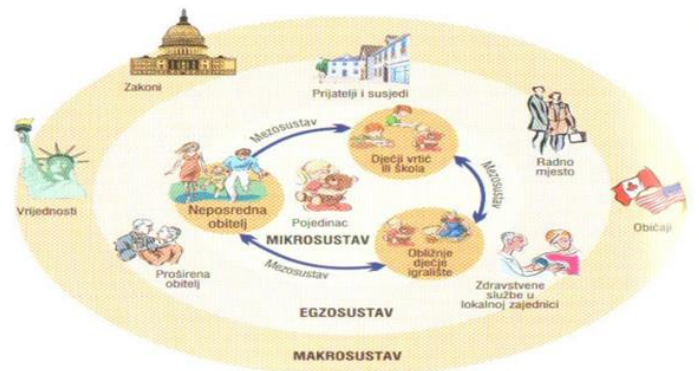 Zakoni
Prijatelji i susjedi
Mezosustav
Dječji vrtić
ili škola
Radno
mjesto
Mezosustav
Vrijednosti
Neposredna
obitelj
Pojedinac
MIKROSUSTAV
Običaji
Proširena
obitelj
Mezosustav
Obližnje
dječje
igralište
Zdravstvene
službe u
lokalnoj zajednici
EGZOSUSTAV
MAKROSUSTAV